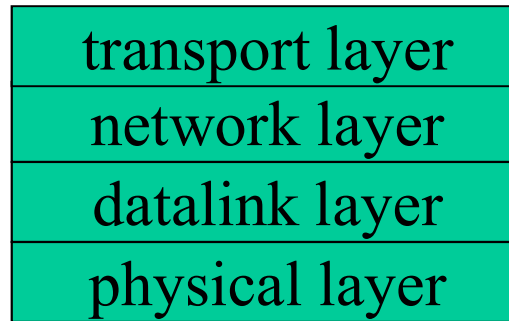 transport layer
network layer
datalink layer
physical layer